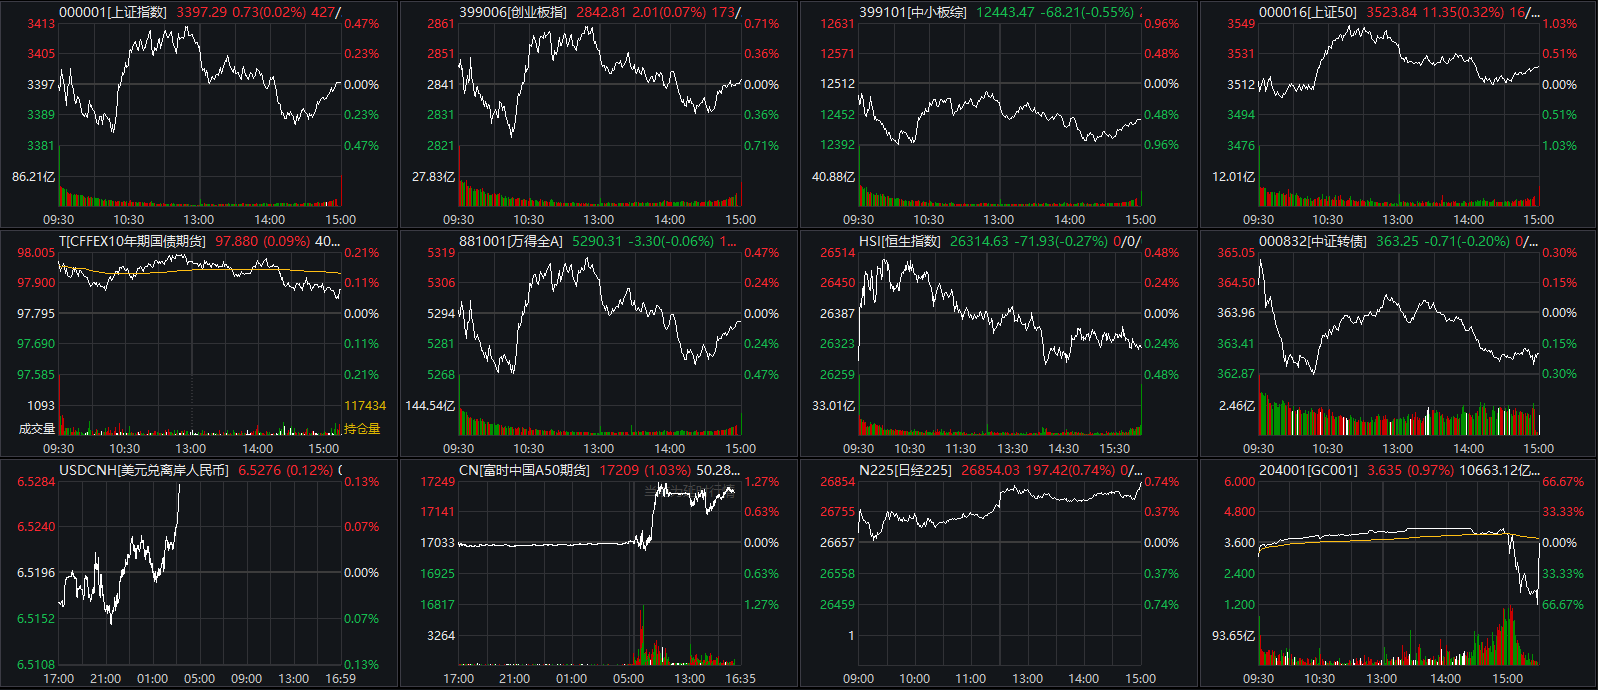 000001[上证指数] 3397.29 0.73(0.02%) 427/
3413 0.47%
3405 0.23%
3397 0.00%
3389 0.23%
3381 0.47%
86.21亿
09:30 10:30 13:00 14:00 15:00
399006[创业板指] 2842.81 2.01(0.07%) 173/
2861 0.71%
2851 0.36%
2841 0.00%
2831 0.36%
2821 0.71%
27.83亿
09:30 10:30 13:00 14:00 15:00
399101[中小板综] 12443.47 -68.21(-0.55%)
12631 0.96%
12571 0.48%
12512 0.00%
12452 0.48%
12392 0.96%
40.88亿
09:30 10:30 13:00 14:00 15:00
000016[上证50] 3523.84 11.35(0.32%) 16/...
3549 1.03%
3531 0.51%
3512 0.00%
3494 0.51%
3476 1.03%
12.01亿
09:30 10:30 13:00 14:00 15:00
T[CFFEX10年期国债期货] 97.880 (0.09%) 40...
98.005 0.21%
97.900 0.11%
97.795 0.00%
97.690 0.11%
97.585 0.21%
1093 117434
成交量 持仓量
09:30 10:30 13:00 14:00 15:00
881001[万得全A] 5290.31 -3.30(-0.06%) 1...
5319 0.47%
5306 0.24%
5294 0.00%
5281 0.24%
5268 0.47%
144.54亿
09:30 10:30 13:00 14:00 15:00
HSI[恒生指数] 26314.63 -71.93(-0.27%) 0/0/
26514 0.48%
26450 0.24%
26387 0.00%
26323 0.24%
26259 0.48%
33.01亿
09:30 10:30 11:30 13:30 14:30 15:30
000832[中证转债] 363.25 -0.71(-0.20%) 0/...
365.05 0.30%
364.50 0.15%
363.96 0.00%
363.41 0.15%
362.87 0.30%
2.46亿
09:30 10:30 13:00 14:00 15:00
USDCNH[美元兑离岸人民币] 6.5276 (0.12%)
6.5284 0.13%
6.5240 0.07%
6.5196 0.00%
6.5152 0.07%
6.5108 0.13%
17:00 21:00 01:00 05:00 09:00 13:00 16:59
CN[富时中国A50期货] 17209 (1.03%) 50.28...
17249 1.27%
17141 0.63%
17033 0.00%
16925 0.63%
16817 1.27%
3264
17:00 21:00 01:00 05:00 13:00 16:35
N225[日经225] 26854.03 197.42(0.74%) 0/...
26854 0.74%
26755 0.37%
26657 0.00%
26558 0.37%
26459 0.74%
1
09:00 10:00 11:00 13:00 14:00 15:00
204001[GC001] 3.635 (0.97%) 10663.12亿...
6.000 66.67%
4.800 33.33%
3.600 0.00%
2.400 33.33%
1.200 66.67%
93.65亿
09:30 10:30 13:00 14:00 15:00